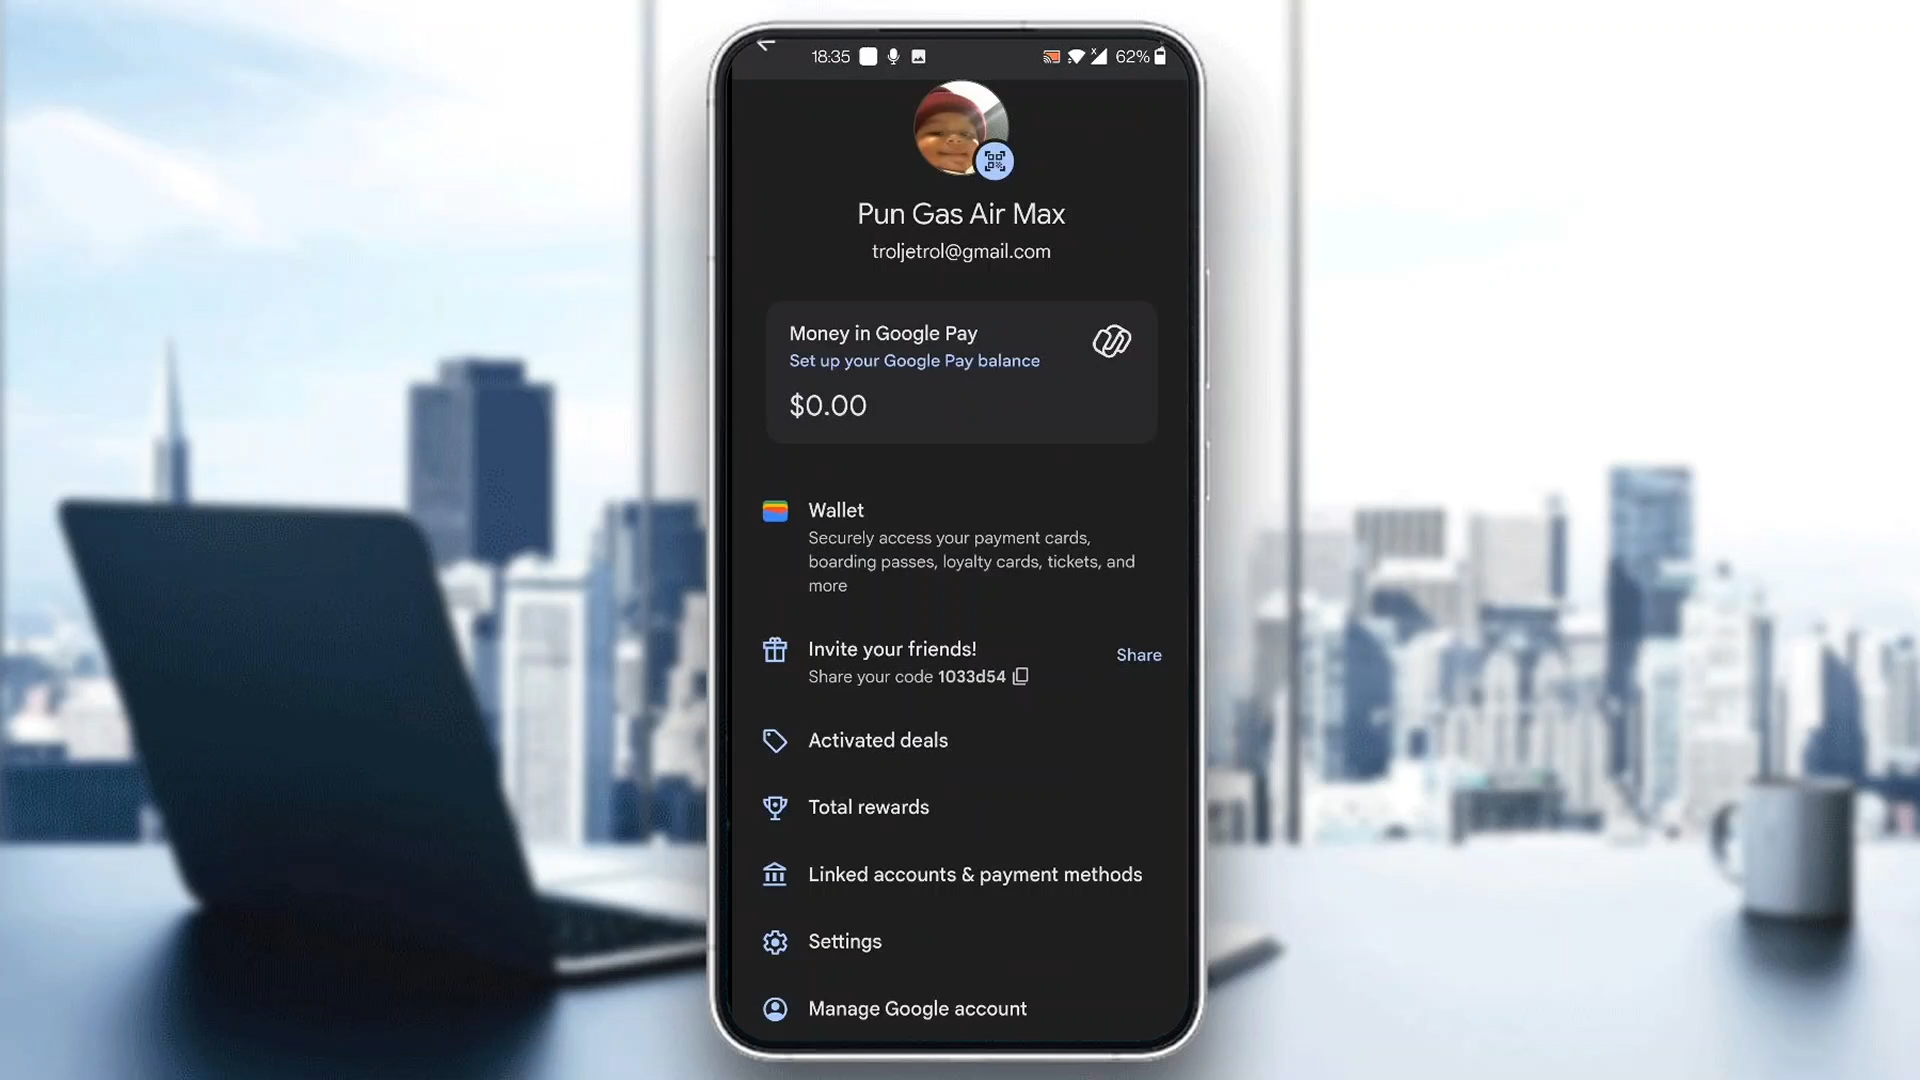 18:35
62%
Pun Gas Air Max
troljetrol@gmail.com
Money in Google Pay
Set up your Google Pay balance
$0.00
Wallet
Securely access your payment cards,
boarding passes, loyalty cards, tickets, and
more
Invite your friends!
Share your code 1033d54
Share
Activated deals
Total rewards
Linked accounts & payment methods
Settings
Manage Google account